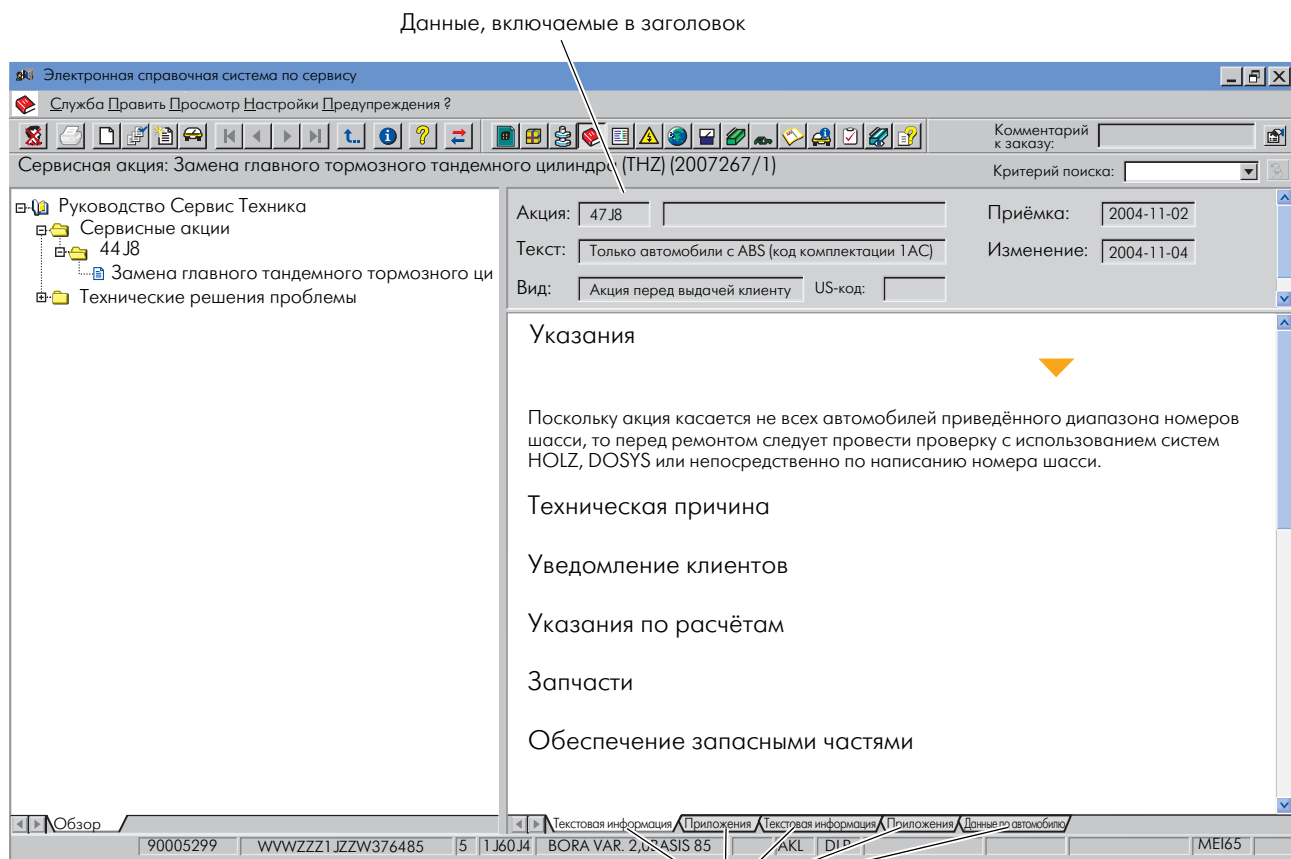 Данные, включаемые в заголовок
Электронная справочная система по сервису
Служба Править Просмотр Настройки Предупреждения ?
Комментарий к заказу:
Сервисная акция: Замена главного тормозного тандемного цилиндра (THZ) (2007267/1)
Критерий поиска:
Руководство Сервис Техника
Сервисные акции
44J8
Замена главного тандемного тормозного ци
Технические решения проблемы
Акция: 47J8 Приёмка: 2004-11-02
Текст: Только автомобили с ABS (код комплектации 1AC) Изменение: 2004-11-04
Вид: Акция перед выдачей клиенту US-код:
Указания
Поскольку акция касается не всех автомобилей приведённого диапазона номеров
шасси, то перед ремонтом следует провести проверку с использованием систем
HOLZ, DOSYS или непосредственно по написанию номера шасси.
Техническая причина
Уведомление клиентов
Указания по расчётам
Запчасти
Обеспечение запасными частями
Обзор
Текстовая информация Приложения Текстовая информация Приложения Данные по автомобилю
90005299 WVWZZZ1JZZW376485 5 1J60J4 BORA VAR. 2,0 BASIS 85 AKL DLP MEI65